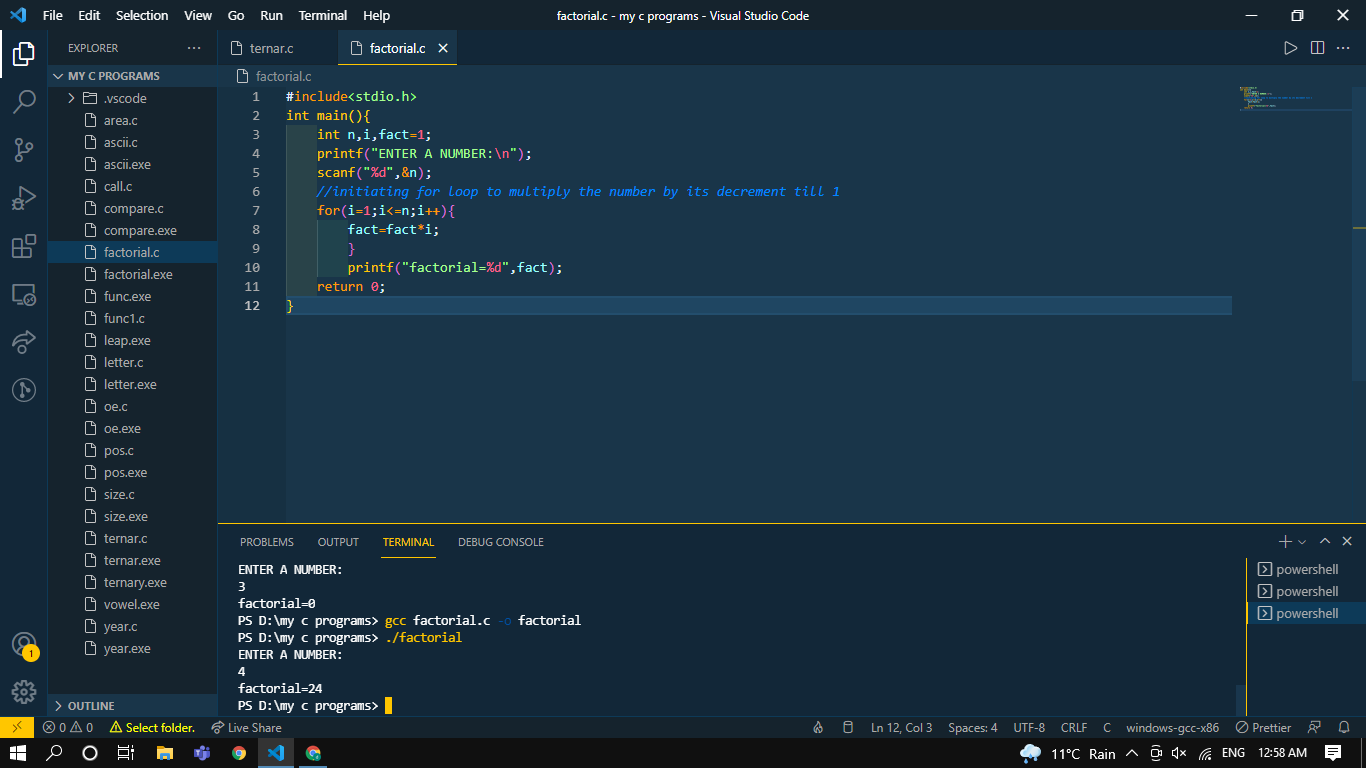 File Edit Selection View Go Run Terminal Help
factorial.c - my c programs - Visual Studio Code
EXPLORER
MY C PROGRAMS
.vscode
area.c
ascii.c
ascii.exe
call.c
compare.c
compare.exe
factorial.c
factorial.exe
func.exe
func1.c
leap.exe
letter.c
letter.exe
oe.c
oe.exe
pos.c
pos.exe
size.c
size.exe
ternar.c
ternar.exe
ternary.exe
vowel.exe
year.c
year.exe
OUTLINE
ternar.c factorial.c
factorial.c
1 #include<stdio.h>
2 int main(){
3 int n,i,fact=1;
4 printf("ENTER A NUMBER:\n");
5 scanf("%d",&n);
6 //initiating for loop to multiply the number by its decrement till 1
7 for(i=1;i<=n;i++){
8 fact=fact*i;
9 }
10 printf("factorial=%d",fact);
11 return 0;
12 }
PROBLEMS OUTPUT TERMINAL DEBUG CONSOLE
ENTER A NUMBER:
3
factorial=0
PS D:\my c programs> gcc factorial.c -o factorial
PS D:\my c programs> ./factorial
ENTER A NUMBER:
4
factorial=24
PS D:\my c programs>
powershell
powershell
powershell
1
0 0 Select folder. Live Share
Ln 12, Col 3 Spaces: 4 UTF-8 CRLF C windows-gcc-x86 Prettier
11°C Rain ENG 12:58 AM